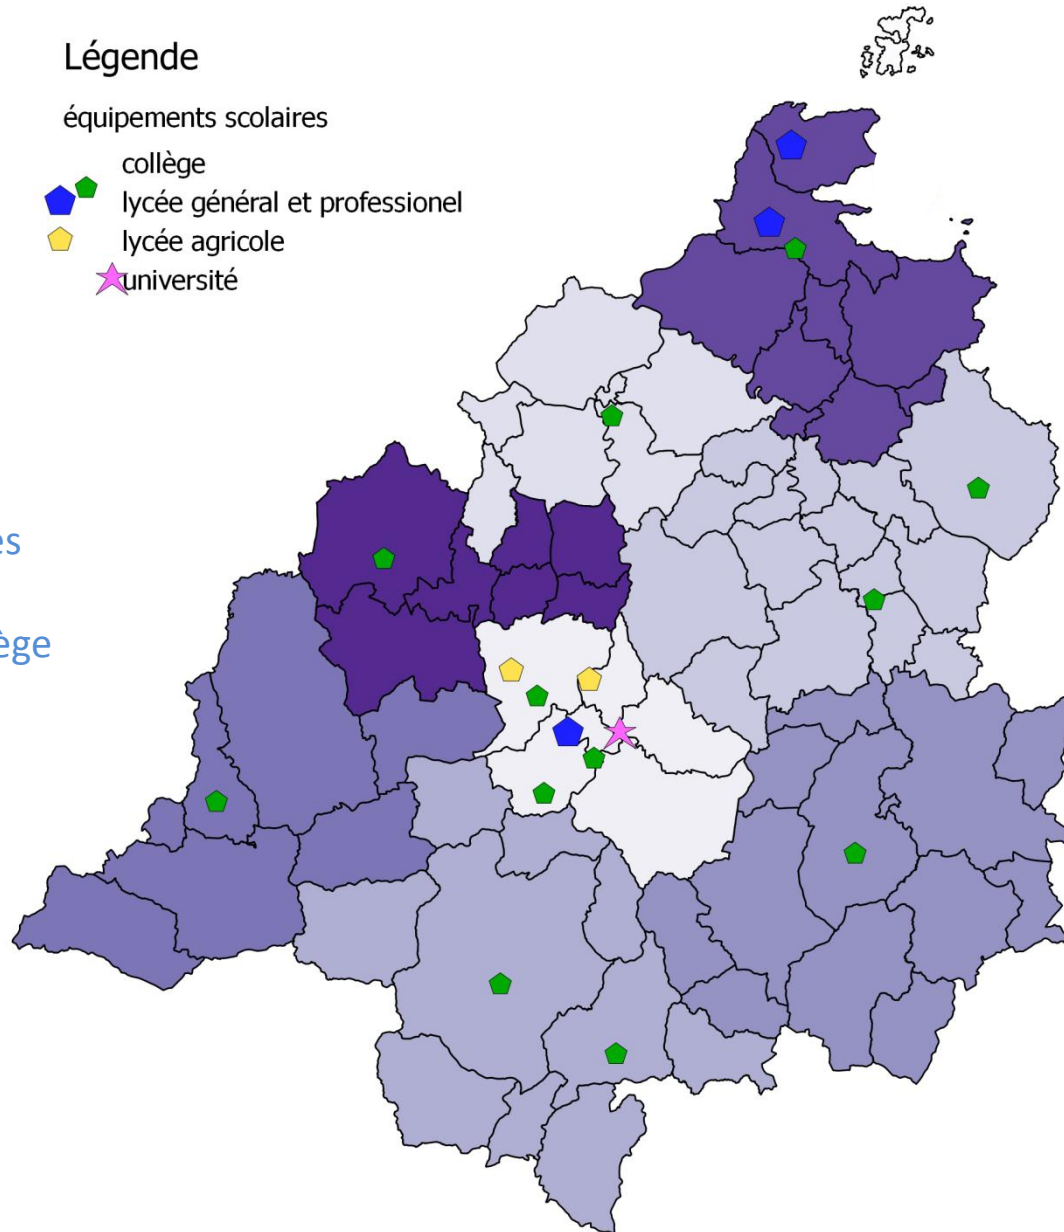 Légende
équipements scolaires
collège
lycée général et professionel
lycée agricole
université